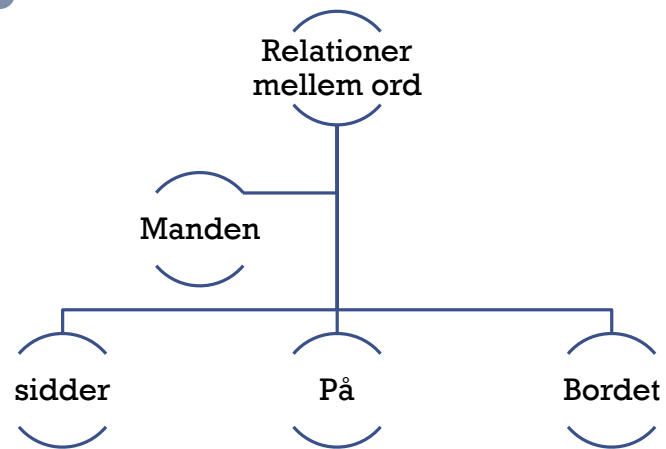 Relationer
mellem ord
Manden
sidder
På
Bordet